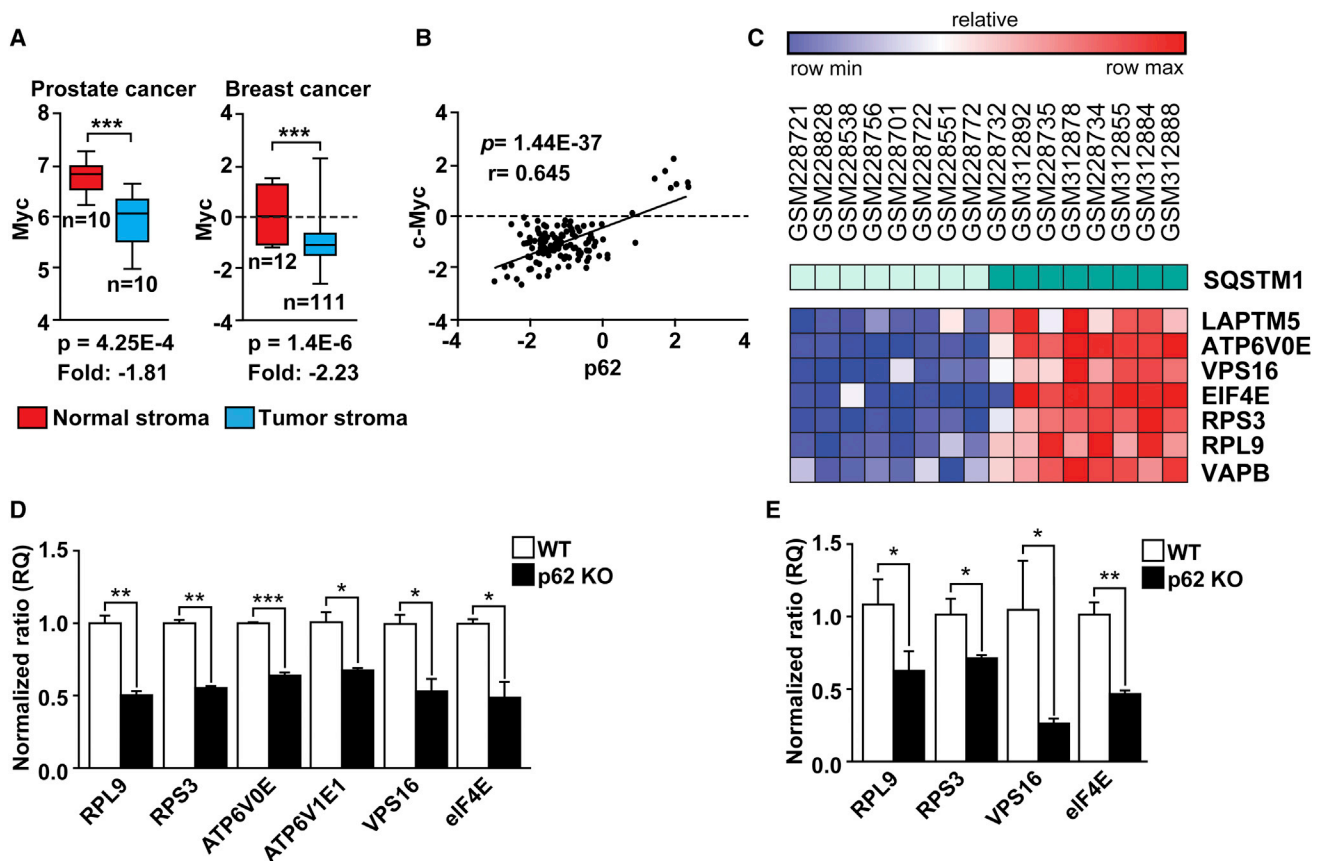 A
Prostate cancer
Breast cancer
8
7
6
5
4
Myc
***
n=10
n=10
p = 4.25E-4
Fold: -1.81
4
2
0
-2
-4
Myc
***
n=12
n=111
p = 1.4E-6
Fold: -2.23
Normal stroma
Tumor stroma
B
4
2
0
-2
-4
c-Myc
p= 1.44E-37
r= 0.645
-4
-2
0
2
4
p62
C
relative
row min
row max
GSM228721
GSM228828
GSM228538
GSM228756
GSM228701
GSM228722
GSM228551
GSM228772
GSM228732
GSM312892
GSM228735
GSM312878
GSM228734
GSM312855
GSM312884
GSM312888
SQSTM1
LAPTM5
ATP6V0E
VPS16
EIF4E
RPS3
RPL9
VAPB
D
Normalized ratio (RQ)
1.5
1.0
0.5
0.0
WT
p62 KO
**
**
***
*
*
*
RPL9
RPS3
ATP6V0E
ATP6V1E1
VPS16
eIF4E
E
Normalized ratio (RQ)
1.5
1.0
0.5
0.0
WT
p62 KO
*
*
*
**
RPL9
RPS3
VPS16
eIF4E